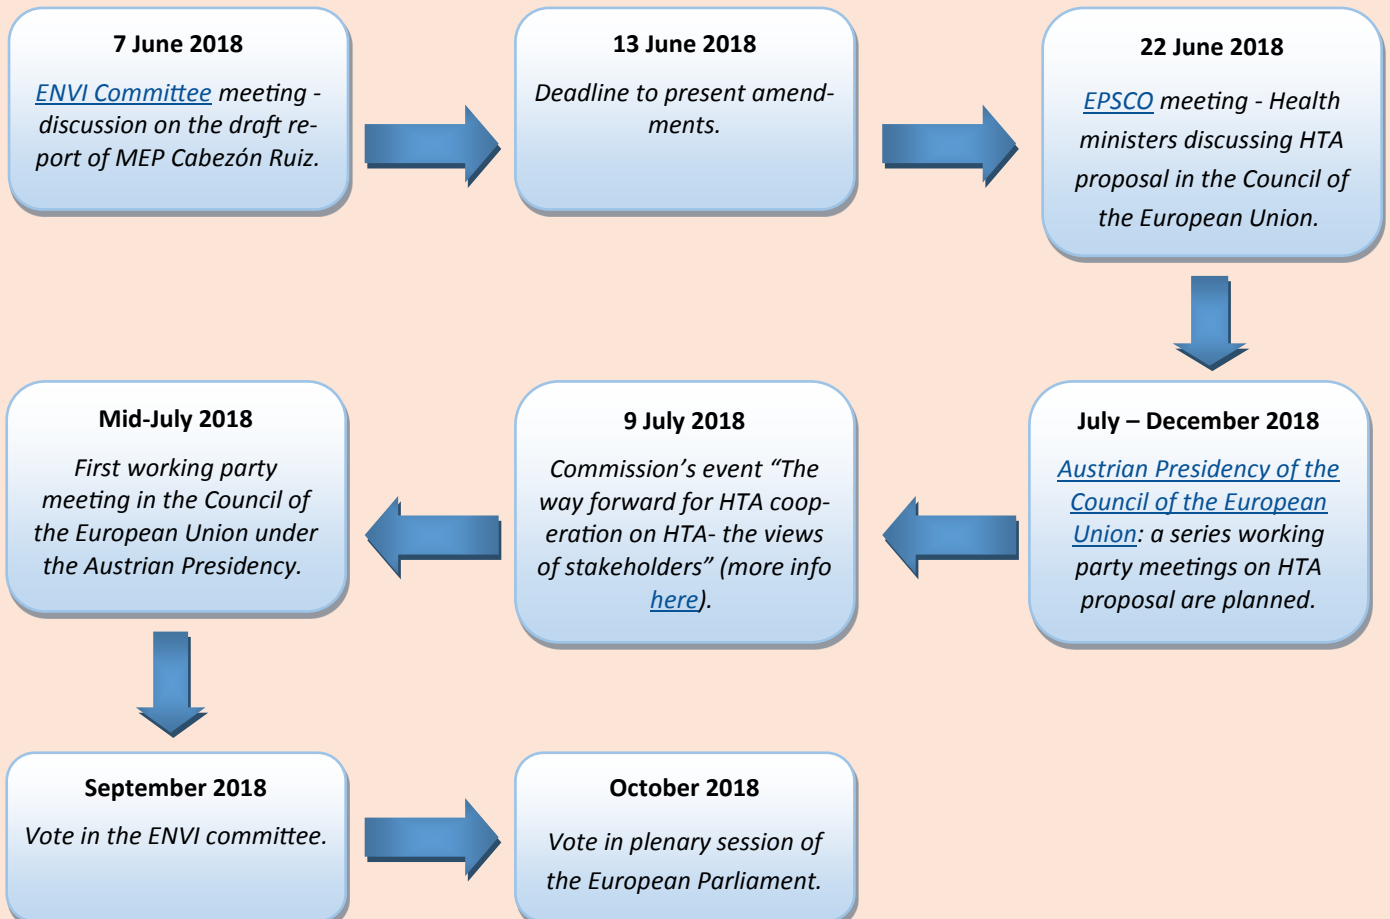 7 June 2018
ENVI Committee meeting -
discussion on the draft re-
port of MEP Cabezón Ruiz.
13 June 2018
Deadline to present amend-
ments.
22 June 2018
EPSCO meeting - Health
ministers discussing HTA
proposal in the Council of
the European Union.
July – December 2018
Austrian Presidency of the
Council of the European
Union: a series working
party meetings on HTA
proposal are planned.
9 July 2018
Commission’s event “The
way forward for HTA coop-
eration on HTA- the views
of stakeholders” (more info
here).
Mid-July 2018
First working party
meeting in the Council of
the European Union under
the Austrian Presidency.
September 2018
Vote in the ENVI committee.
October 2018
Vote in plenary session of
the European Parliament.